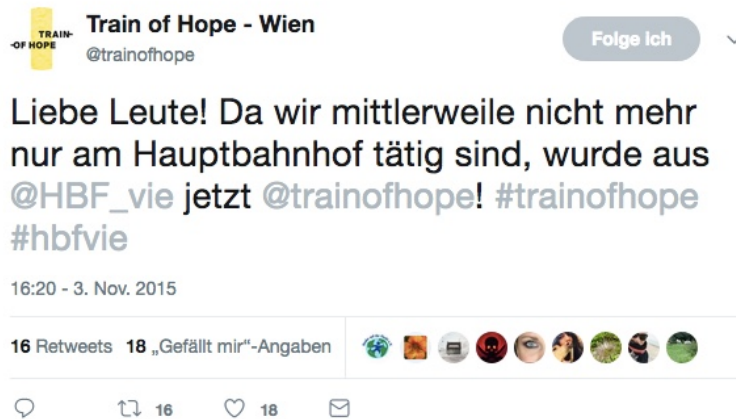 TRAIN-
-OF HOPE
Train of Hope - Wien
@trainofhope
Folge ich
Liebe Leute! Da wir mittlerweile nicht mehr
nur am Hauptbahnhof tätig sind, wurde aus
@HBF_vie jetzt @trainofhope! #trainofhope
#hbfvie
16:20 - 3. Nov. 2015
16 Retweets 18 „Gefällt mir“-Angaben
16 18